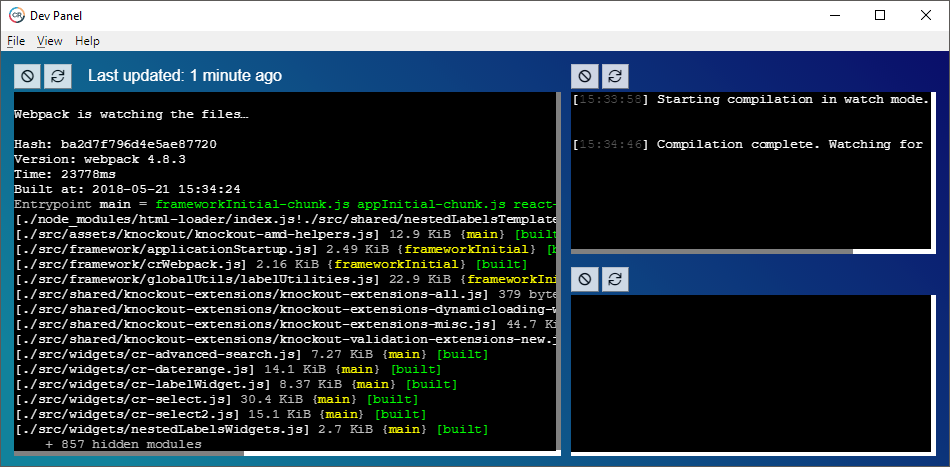 CR Dev Panel
File View Help
Last updated: 1 minute ago
Webpack is watching the files…
Hash: ba2d7f796d4e5ae87720
Version: webpack 4.8.3
Time: 23778ms
Built at: 2018-05-21 15:34:24
Entrypoint main = frameworkInitial-chunk.js appInitial-chunk.js react-
[./node_modules/html-loader/index.js!./src/shared/nestedLabelsTemplate
[./src/assets/knockout/knockout-amd-helpers.js] 12.9 KiB {main} [built
[./src/framework/applicationStartup.js] 2.49 KiB {frameworkInitial} [b
[./src/framework/crWebpack.js] 2.16 KiB {frameworkInitial} [built]
[./src/framework/globalUtils/labelUtilities.js] 22.9 KiB {frameworkIni
[./src/shared/knockout-extensions/knockout-extensions-all.js] 379 byte
[./src/shared/knockout-extensions/knockout-extensions-dynamicloading-w
[./src/shared/knockout-extensions/knockout-extensions-misc.js] 44.7 Ki
[./src/shared/knockout-extensions/knockout-validation-extensions-new.j
[./src/widgets/cr-advanced-search.js] 7.27 KiB {main} [built]
[./src/widgets/cr-daterange.js] 14.1 KiB {main} [built]
[./src/widgets/cr-labelWidget.js] 8.37 KiB {main} [built]
[./src/widgets/cr-select.js] 30.4 KiB {main} [built]
[./src/widgets/cr-select2.js] 15.1 KiB {main} [built]
[./src/widgets/nestedLabelsWidgets.js] 2.7 KiB {main} [built]
+ 857 hidden modules
[15:33:58] Starting compilation in watch mode.
[15:34:46] Compilation complete. Watching for